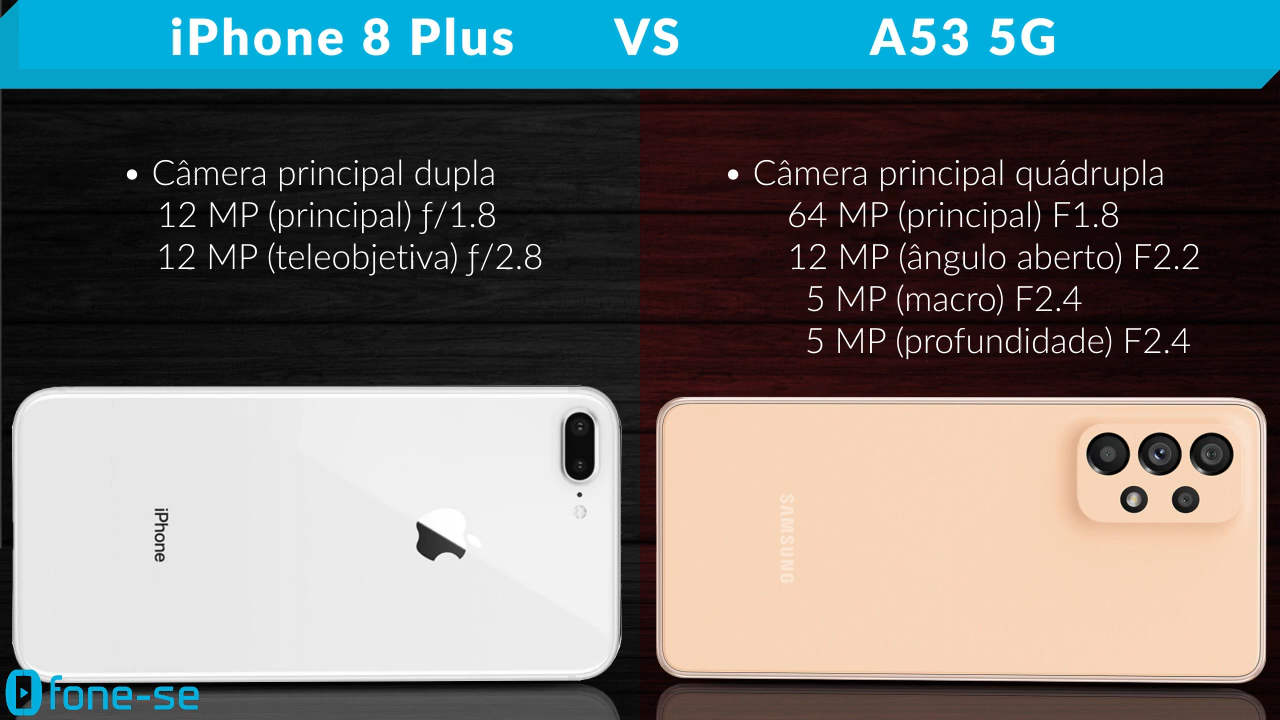 iPhone 8 Plus VS A53 5G
• Câmera principal dupla
12 MP (principal) ƒ/1.8
12 MP (teleobjetiva) ƒ/2.8
• Câmera principal quádrupla
64 MP (principal) F1.8
12 MP (ângulo aberto) F2.2
5 MP (macro) F2.4
5 MP (profundidade) F2.4
iPhone
SAMSUNG
fone-se